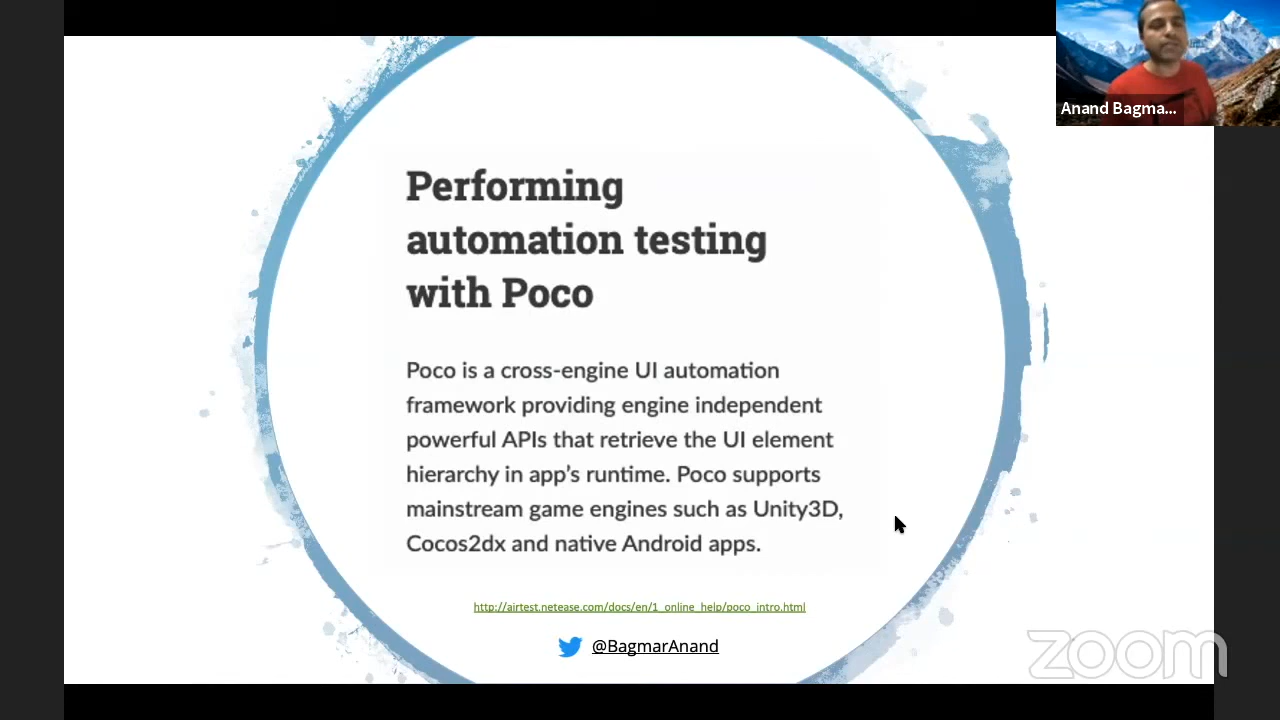 Anand Bagma...
Performing
automation testing
with Poco
Poco is a cross-engine UI automation
framework providing engine independent
powerful APIs that retrieve the UI element
hierarchy in app's runtime. Poco supports
mainstream game engines such as Unity3D,
Cocos2dx and native Android apps.
http://airtest.netease.com/docs/en/1_online_help/poco_intro.html
@BagmarAnand
zoom